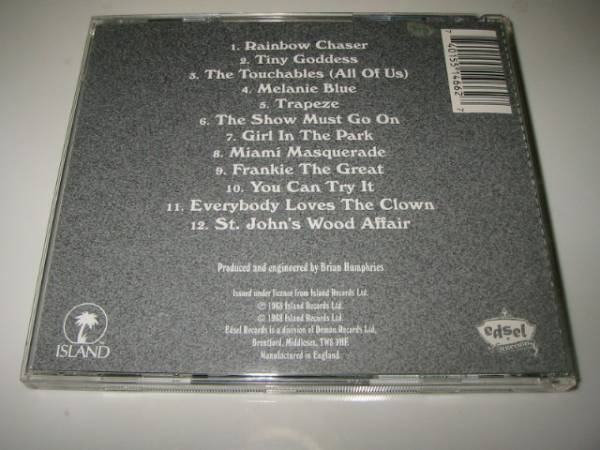 1. Rainbow Chaser
2. Tiny Goddess
3. The Touchables (All Of Us)
4. Melanie Blue
5. Trapeze
6. The Show Must Go On
7. Girl In The Park
8. Miami Masquerade
9. Frankie The Great
10. You Can Try It
11. Everybody Loves The Clown
12. St. John's Wood Affair
Produced and engineered by Brian Humphries
Issued under licence from Island Records Ltd.
℗ 1968 Island Records Ltd.
© 1968 Island Records Ltd.
Edsel Records is a division of Demon Records Ltd,
Brentford, Middlesex, TW8 9HF.
Manufactured in England.
ISLAND
edsel
7 40155 14662 7